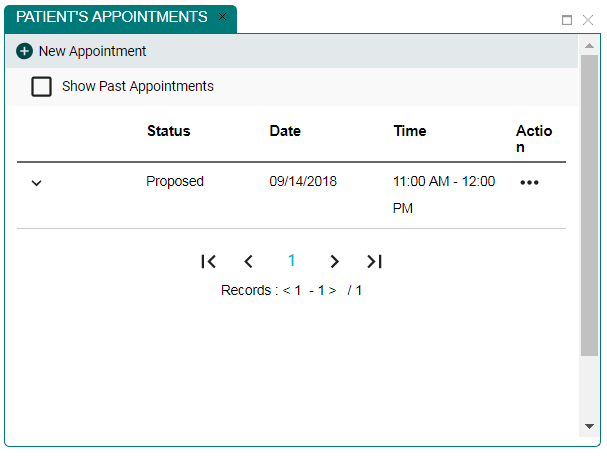 PATIENT'S APPOINTMENTS ×
New Appointment
Show Past Appointments
Status Date Time Actio
n
Proposed 09/14/2018 11:00 AM - 12:00
PM
1
Records : < 1 - 1 > / 1